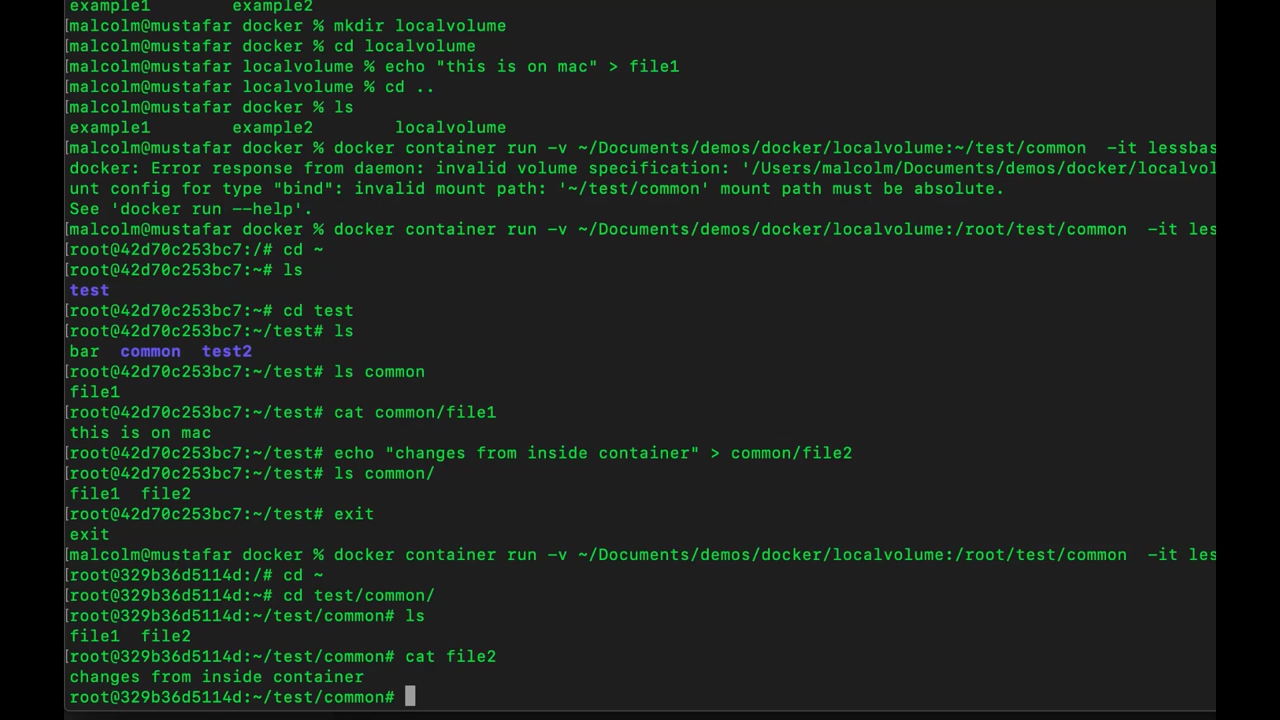 example1        example2
[malcolm@mustafar docker % mkdir localvolume
[malcolm@mustafar docker % cd localvolume
[malcolm@mustafar localvolume % echo "this is on mac" > file1
[malcolm@mustafar localvolume % cd ..
[malcolm@mustafar docker % ls
example1        example2        localvolume
[malcolm@mustafar docker % docker container run -v ~/Documents/demos/docker/localvolume:~/test/common  -it lessbas
docker: Error response from daemon: invalid volume specification: '/Users/malcolm/Documents/demos/docker/localvol
unt config for type "bind": invalid mount path: '~/test/common' mount path must be absolute.
See 'docker run --help'.
[malcolm@mustafar docker % docker container run -v ~/Documents/demos/docker/localvolume:/root/test/common  -it les
[root@42d70c253bc7:/# cd ~
[root@42d70c253bc7:~# ls
test
[root@42d70c253bc7:~# cd test
[root@42d70c253bc7:~/test# ls
bar  common  test2
[root@42d70c253bc7:~/test# ls common
file1
[root@42d70c253bc7:~/test# cat common/file1
this is on mac
[root@42d70c253bc7:~/test# echo "changes from inside container" > common/file2
[root@42d70c253bc7:~/test# ls common/
file1  file2
[root@42d70c253bc7:~/test# exit
exit
[malcolm@mustafar docker % docker container run -v ~/Documents/demos/docker/localvolume:/root/test/common  -it les
[root@329b36d5114d:/# cd ~
[root@329b36d5114d:~# cd test/common/
[root@329b36d5114d:~/test/common# ls
file1  file2
[root@329b36d5114d:~/test/common# cat file2
changes from inside container
root@329b36d5114d:~/test/common#